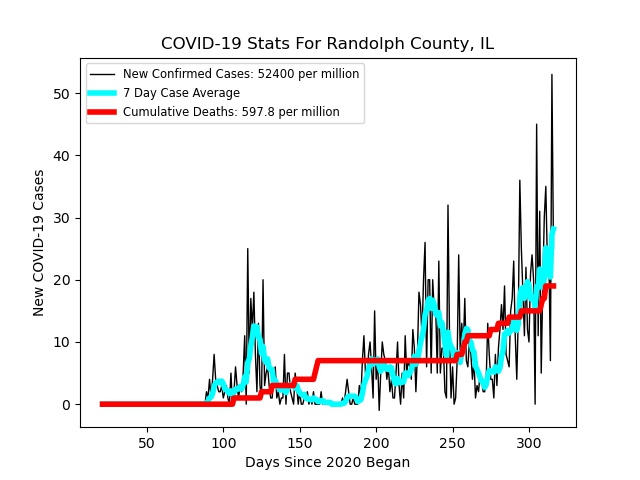 COVID-19 Stats For Randolph County, IL
New Confirmed Cases: 52400 per million
7 Day Case Average
Cumulative Deaths: 597.8 per million
New COVID-19 Cases
50
40
30
20
10
0
50 100 150 200 250 300
Days Since 2020 Began